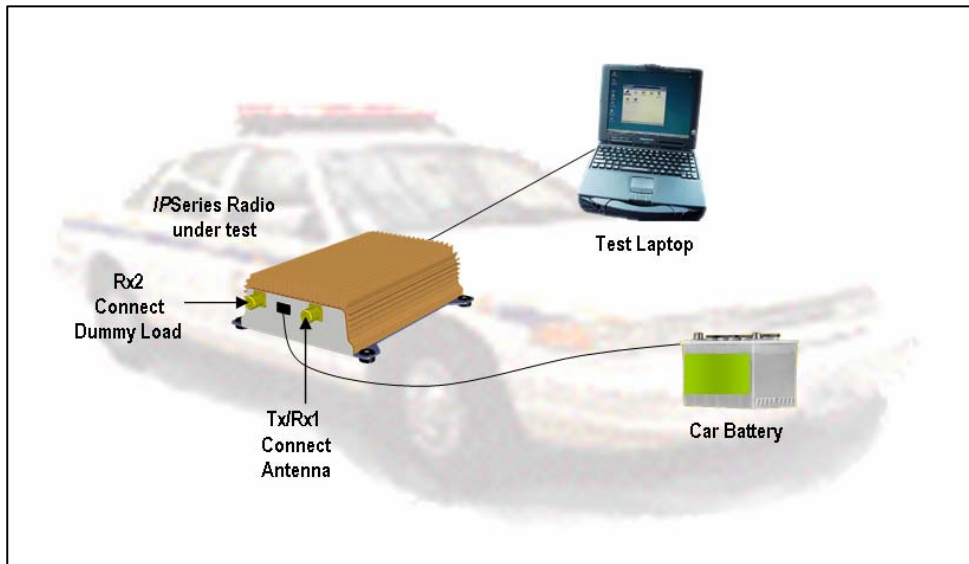 IPSeries Radio
under test
Test Laptop
Rx2
Connect
Dummy Load
Tx/Rx1
Connect
Antenna
Car Battery